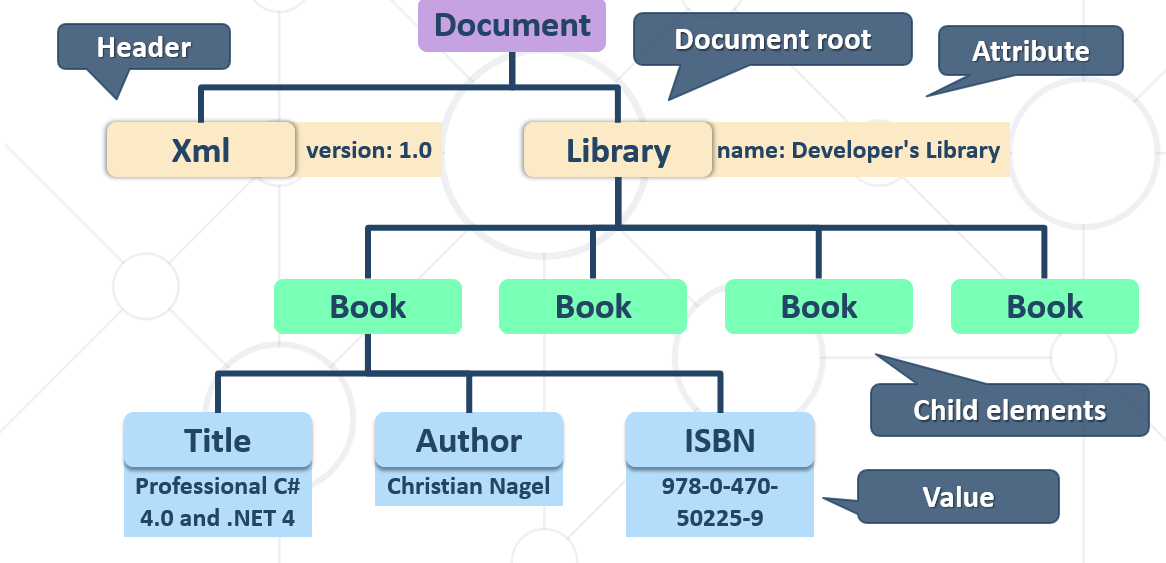 Document
Header
Document root
Attribute
Xml
version: 1.0
Library
name: Developer's Library
Book
Book
Book
Book
Child elements
Title
Author
ISBN
Professional C#
4.0 and .NET 4
Christian Nagel
978-0-470-
50225-9
Value